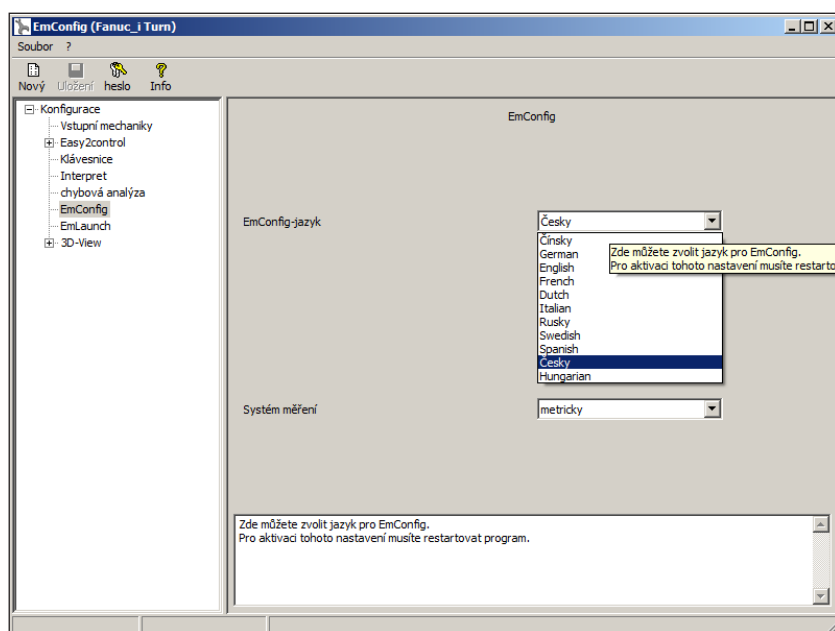 EmConfig (Fanuc_i Turn)
Soubor ?
Nový Uložení heslo Info
Konfigurace
Vstupní mechaniky
Easy2control
Klávesnice
Interpret
chybová analýza
EmConfig
EmLaunch
3D-View
EmConfig
EmConfig-jazyk
Česky
Čínsky
German
English
French
Dutch
Italian
Rusky
Swedish
Spanish
Česky
Hungarian
Zde můžete zvolit jazyk pro EmConfig.
Pro aktivaci tohoto nastavení musíte restarto
Systém měření
metricky
Zde můžete zvolit jazyk pro EmConfig.
Pro aktivaci tohoto nastavení musíte restartovat program.